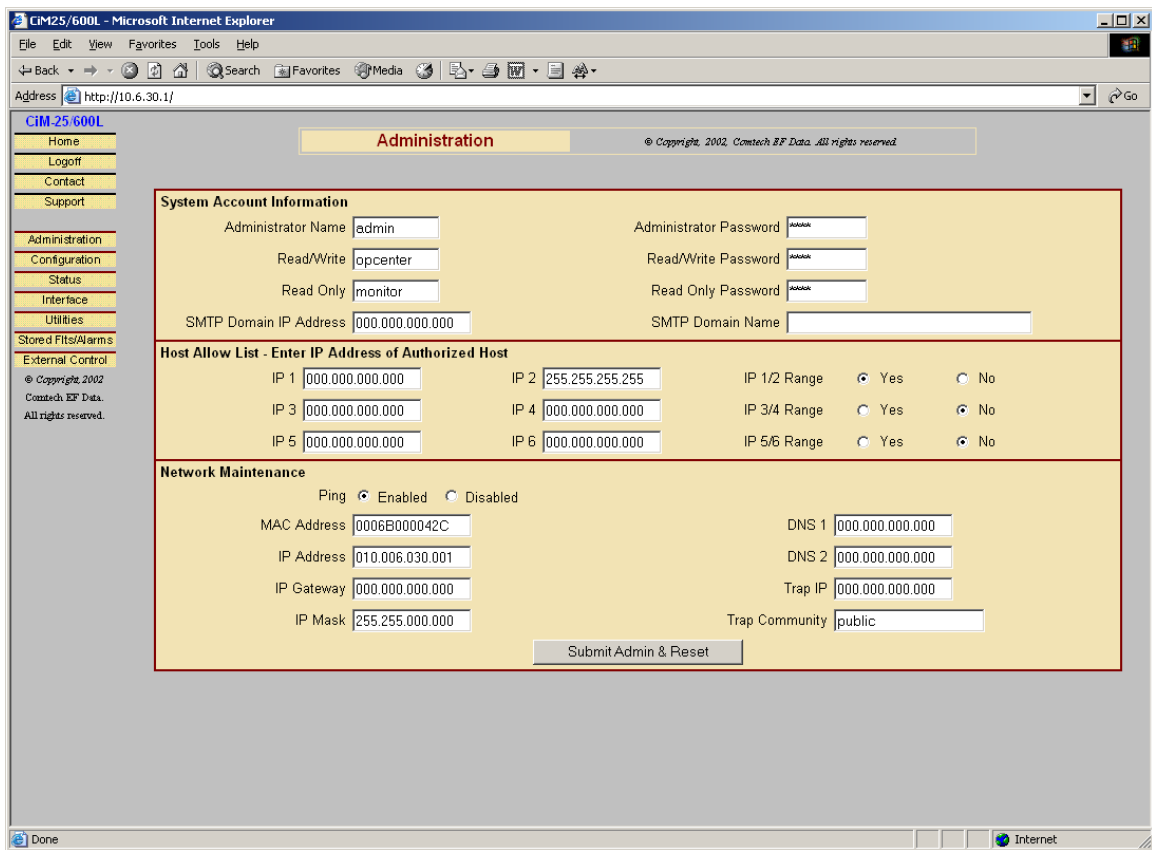 CiM25/600L - Microsoft Internet Explorer
File Edit View Favorites Tools Help
Back Search Favorites Media
Address http://10.6.30.1/ Go
CiM-25/600L
Home
Logoff
Contact
Support
Administration
Configuration
Status
Interface
Utilities
Stored Flts/Alarms
External Control
© Copyright, 2002
Comtech EF Data.
All rights reserved.
Administration © Copyright, 2002, Comtech EF Data. All rights reserved.
System Account Information
Administrator Name admin Administrator Password *****
Read/Write opcenter Read/Write Password *****
Read Only monitor Read Only Password *****
SMTP Domain IP Address 000.000.000.000 SMTP Domain Name
Host Allow List - Enter IP Address of Authorized Host
IP 1 000.000.000.000 IP 2 255.255.255.255 IP 1/2 Range Yes No
IP 3 000.000.000.000 IP 4 000.000.000.000 IP 3/4 Range Yes No
IP 5 000.000.000.000 IP 6 000.000.000.000 IP 5/6 Range Yes No
Network Maintenance
Ping Enabled Disabled
MAC Address 0006B000042C DNS 1 000.000.000.000
IP Address 010.006.030.001 DNS 2 000.000.000.000
IP Gateway 000.000.000.000 Trap IP 000.000.000.000
IP Mask 255.255.000.000 Trap Community public
Submit Admin & Reset
Done Internet